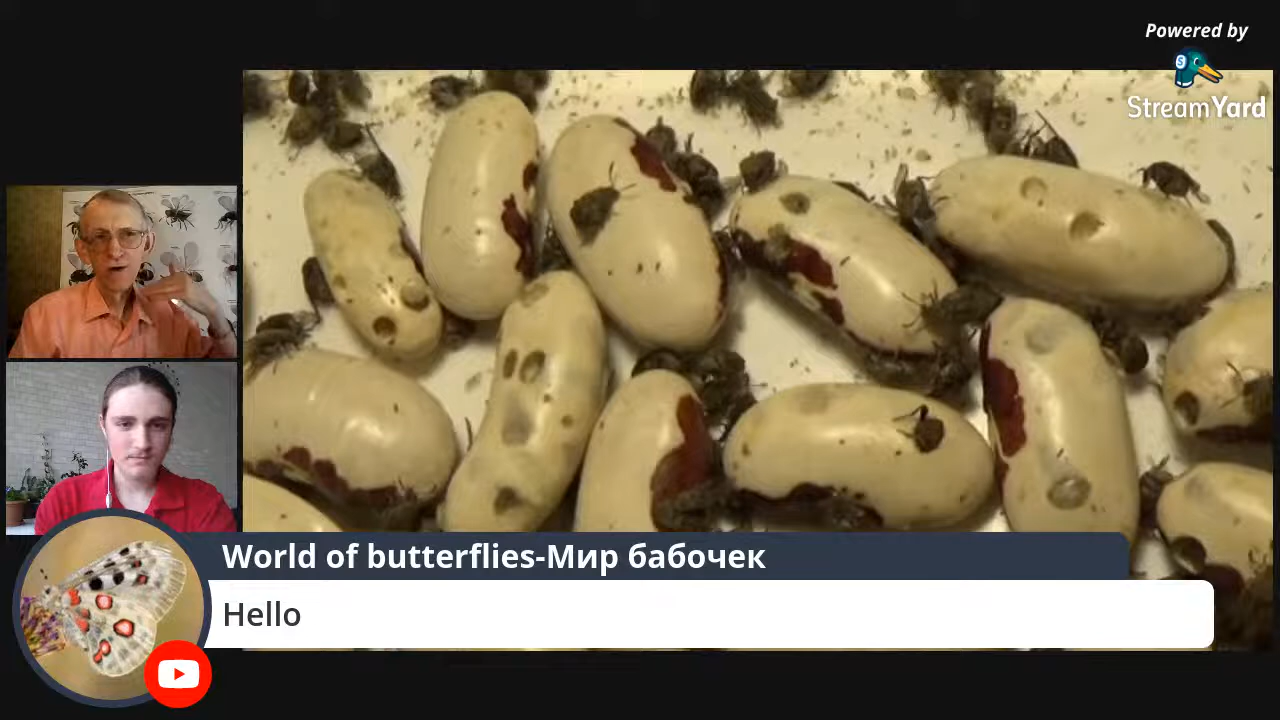 Powered by
StreamYard
World of butterflies-Мир бабочек
Hello